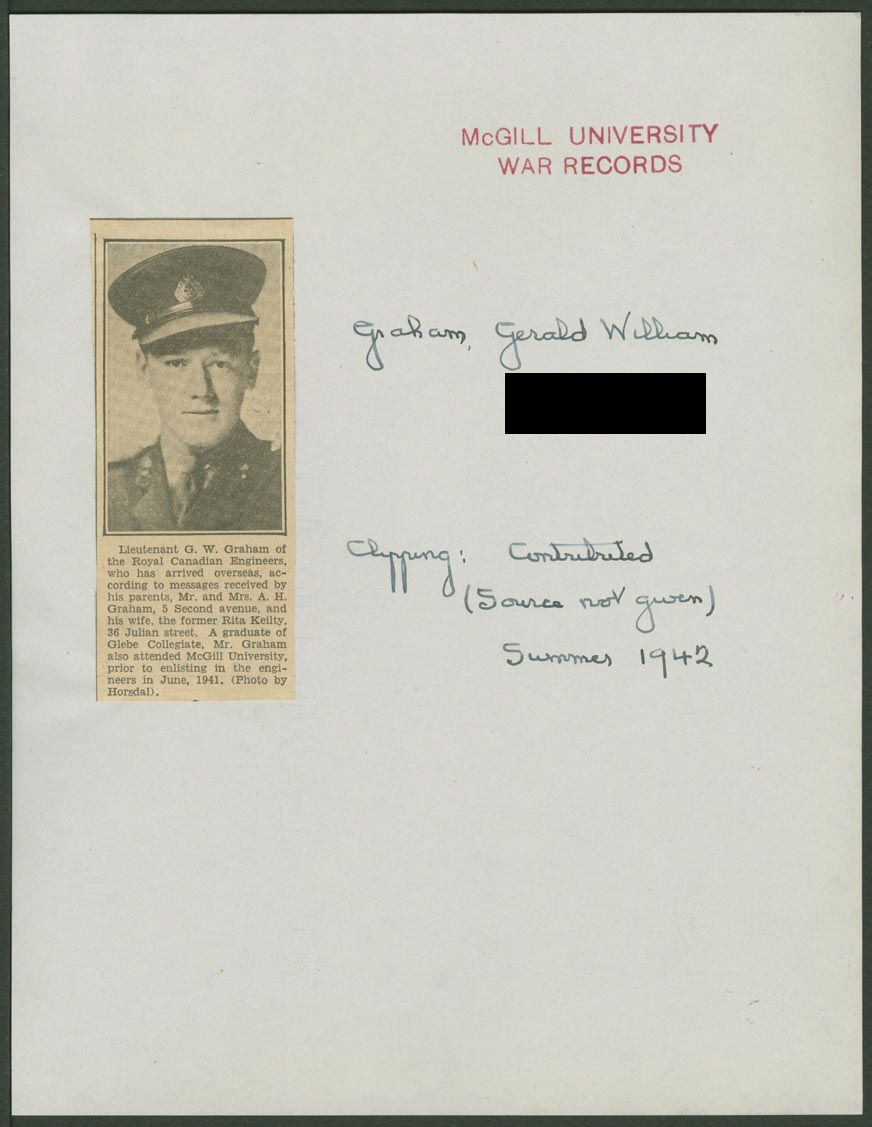 McGILL UNIVERSITY
WAR RECORDS
Graham, Gerald William
Clipping: Contributed
(Source not given)
Summer 1942
Lieutenant G. W. Graham of
the Royal Canadian Engineers,
who has arrived overseas, ac-
cording to messages received by
his parents, Mr. and Mrs. A. H.
Graham, 5 Second avenue, and
his wife, the former Rita Keilty,
36 Julian street. A graduate of
Glebe Collegiate, Mr. Graham
also attended McGill University,
prior to enlisting in the engi-
neers in June, 1941. (Photo by
Horsdal).